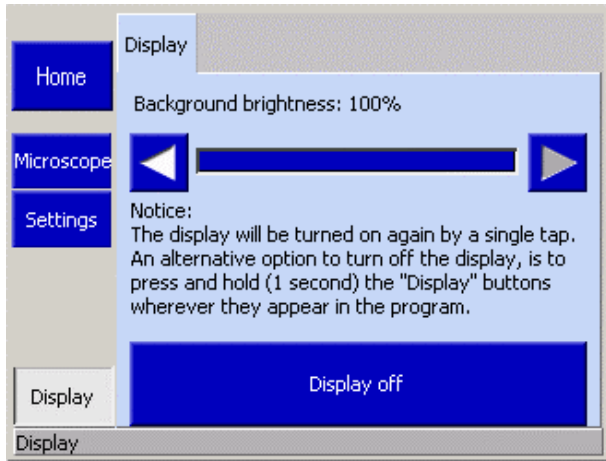 Display
Home
Background brightness: 100%
Microscope
Settings
Notice:
The display will be turned on again by a single tap.
An alternative option to turn off the display, is to
press and hold (1 second) the "Display" buttons
wherever they appear in the program.
Display off
Display
Display